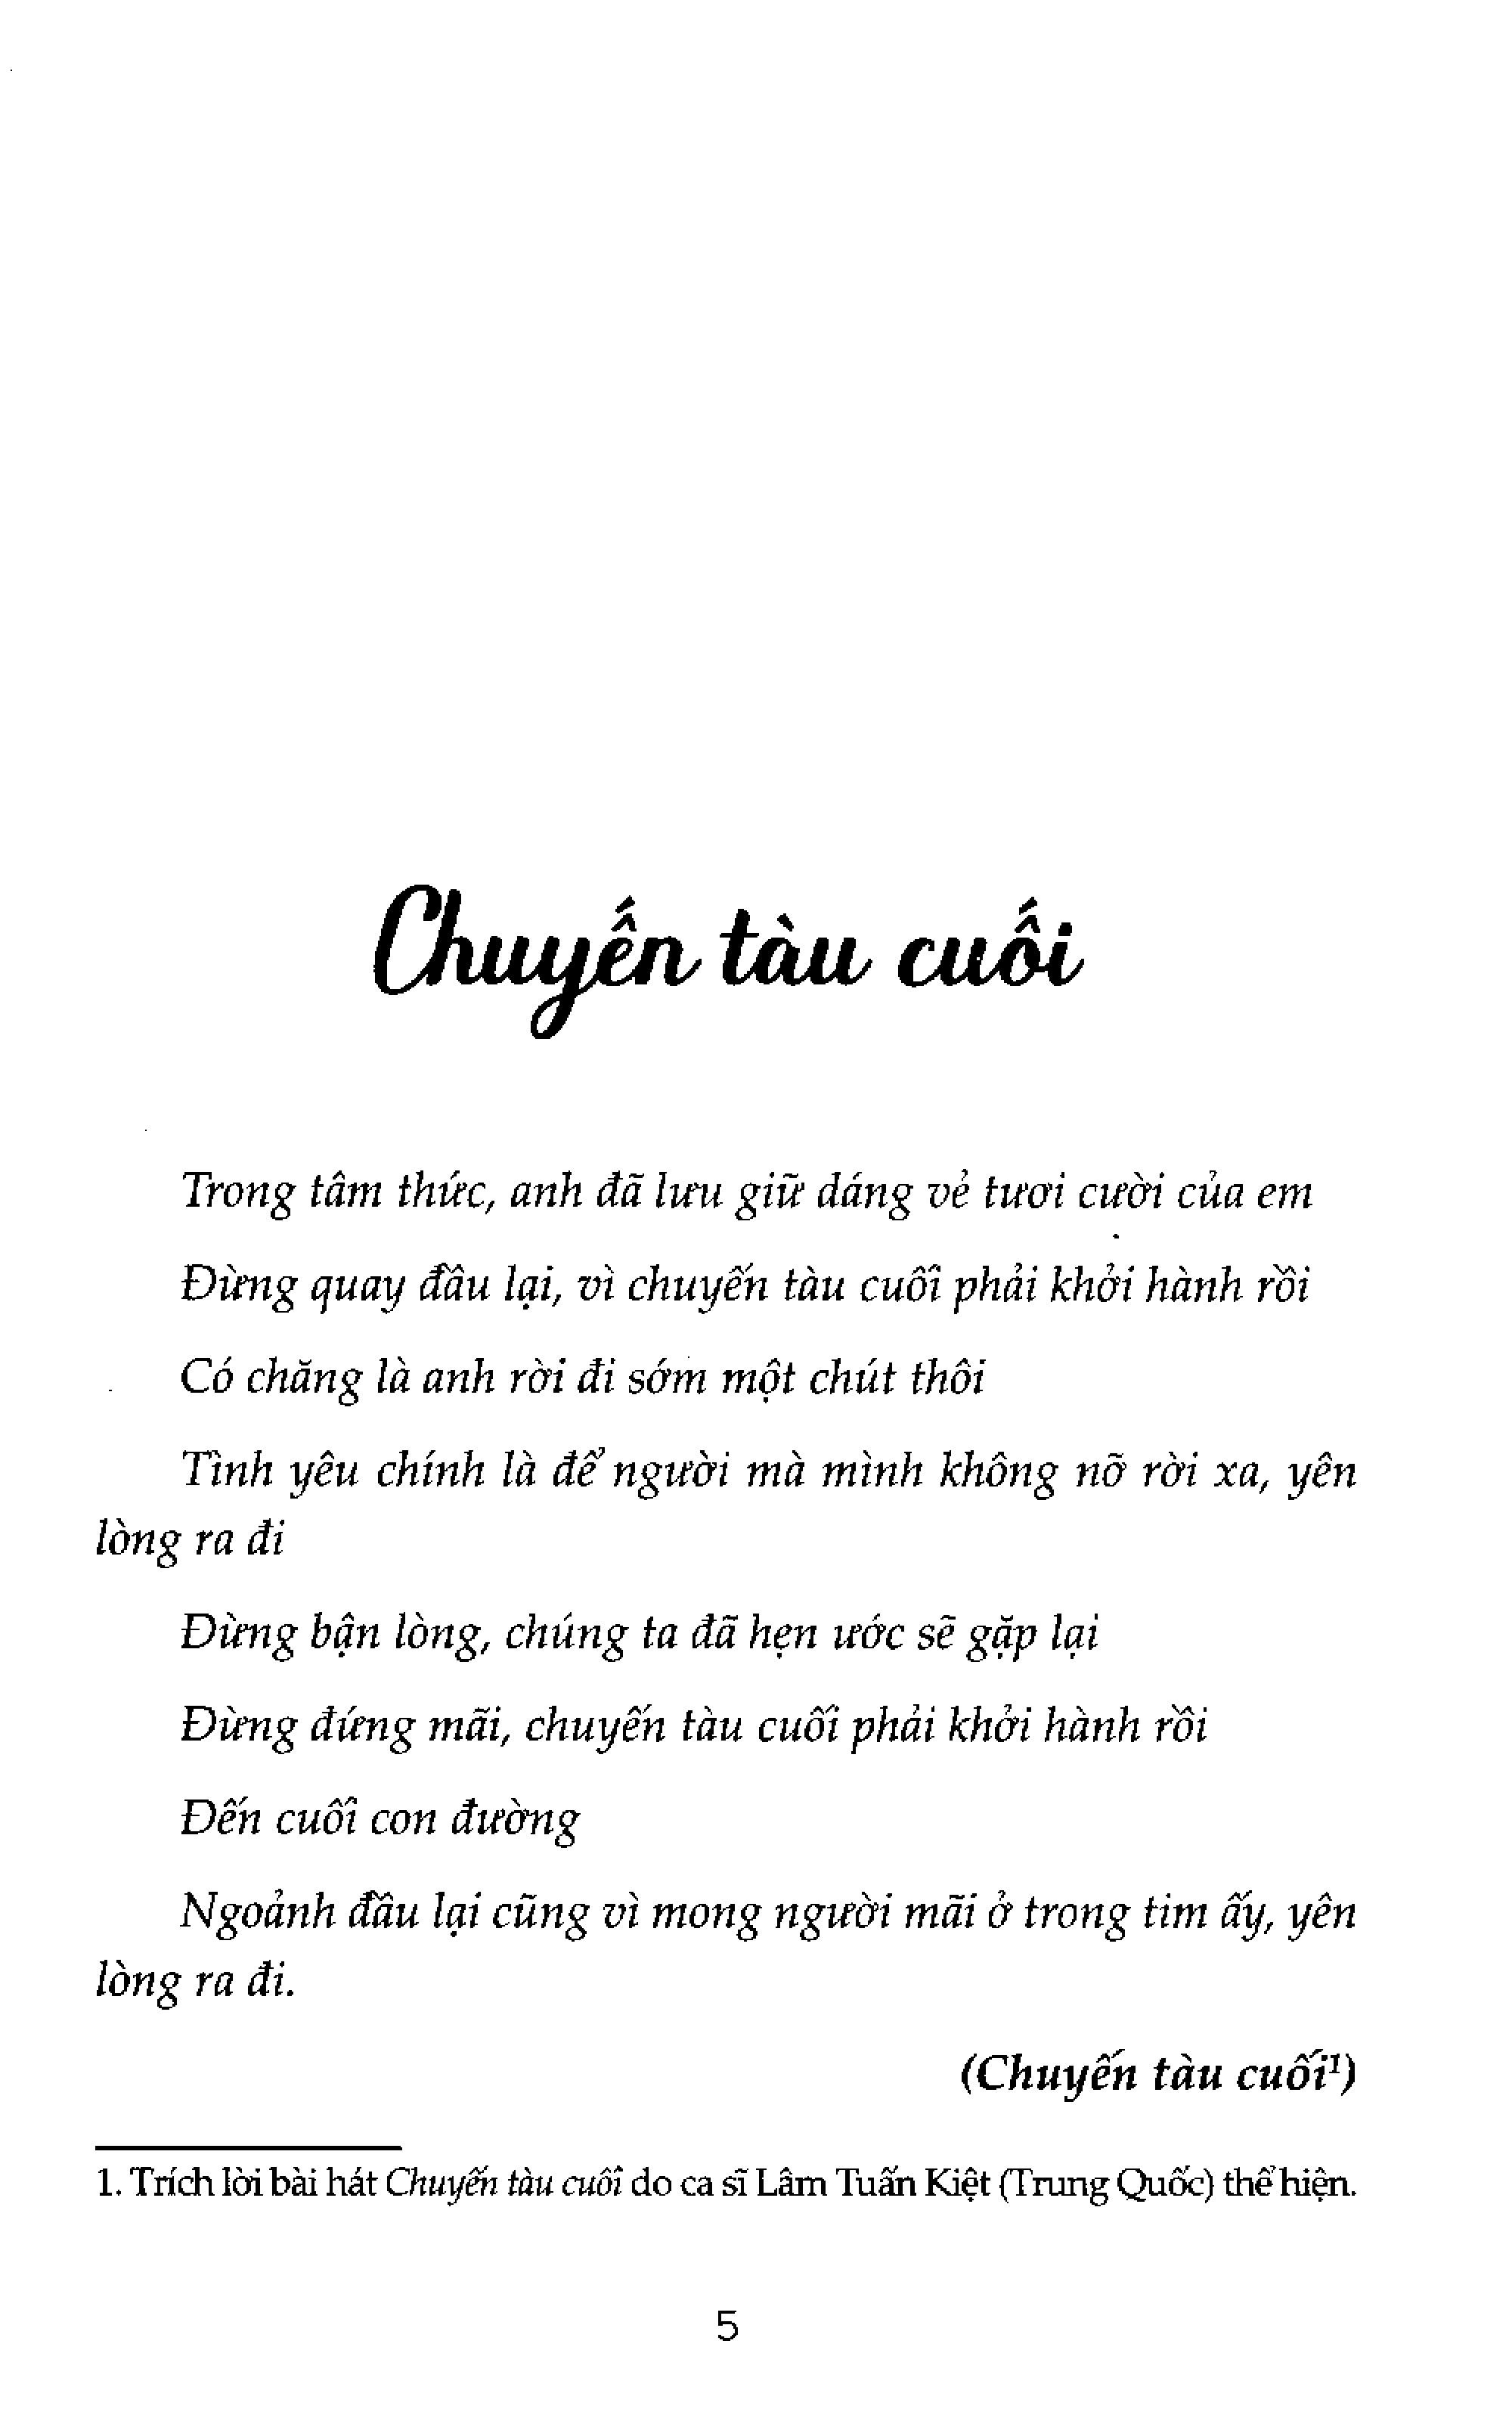 Chuyến tàu cuối
Trong tâm thức, anh đã lưu giữ dáng vẻ tươi cười của em
Đừng quay đầu lại, vì chuyến tàu cuối phải khởi hành rồi
Có chăng là anh rời đi sớm một chút thôi
Tình yêu chính là để người mà mình không nỡ rời xa, yên
lòng ra đi
Đừng bận lòng, chúng ta đã hẹn ước sẽ gặp lại
Đừng đứng mãi, chuyến tàu cuối phải khởi hành rồi
Đến cuối con đường
Ngoảnh đầu lại cũng vì mong người mãi ở trong tim ấy, yên
lòng ra đi.
(Chuyến tàu cuối¹)
1. Trích lời bài hát Chuyến tàu cuối do ca sĩ Lâm Tuấn Kiệt (Trung Quốc) thể hiện.
5